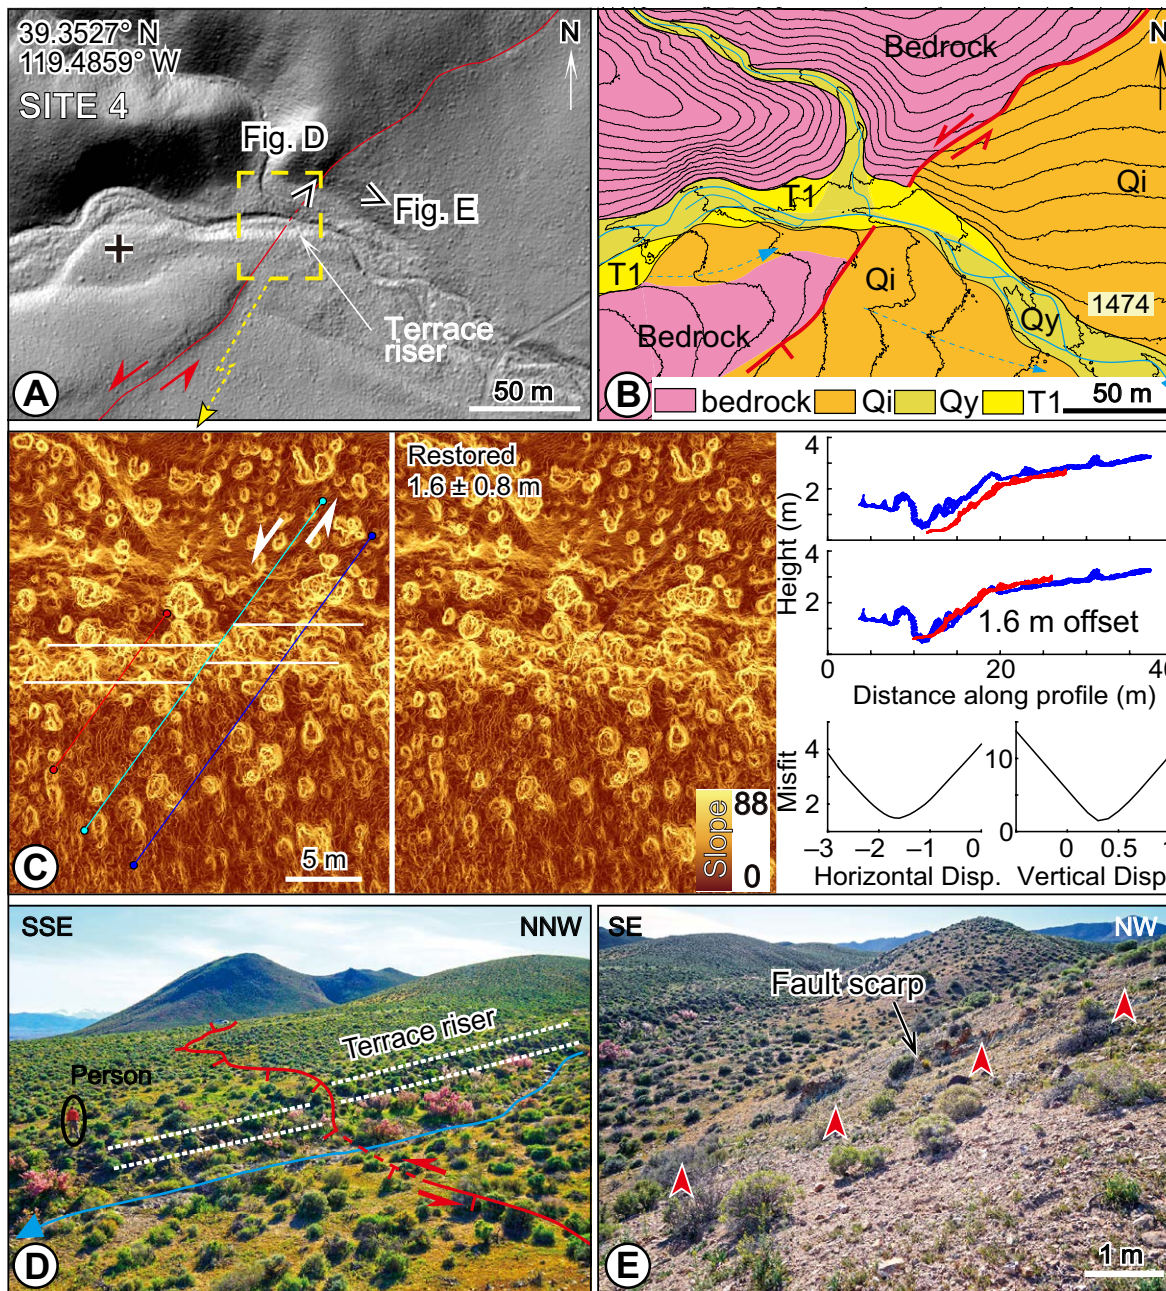 39.3527° N
119.4859° W
SITE 4
N
Fig. D
Fig. E
Terrace
riser
50 m
A
Bedrock
N
Qi
T1
T1
Qi
Bedrock
Qy
1474
B
bedrock
Qi
Qy
T1
50 m
Restored
1.6 ± 0.8 m
5 m
Slope
88
0
C
4
2
Height (m)
4
2
1.6 m offset
0
20
40
Distance along profile (m)
Misfit
4
2
–3
–2
–1
0
Horizontal Disp.
10
0
0
0.5
1
Vertical Disp
SSE
NNW
Terrace riser
Person
D
SE
NW
Fault scarp
1 m
E